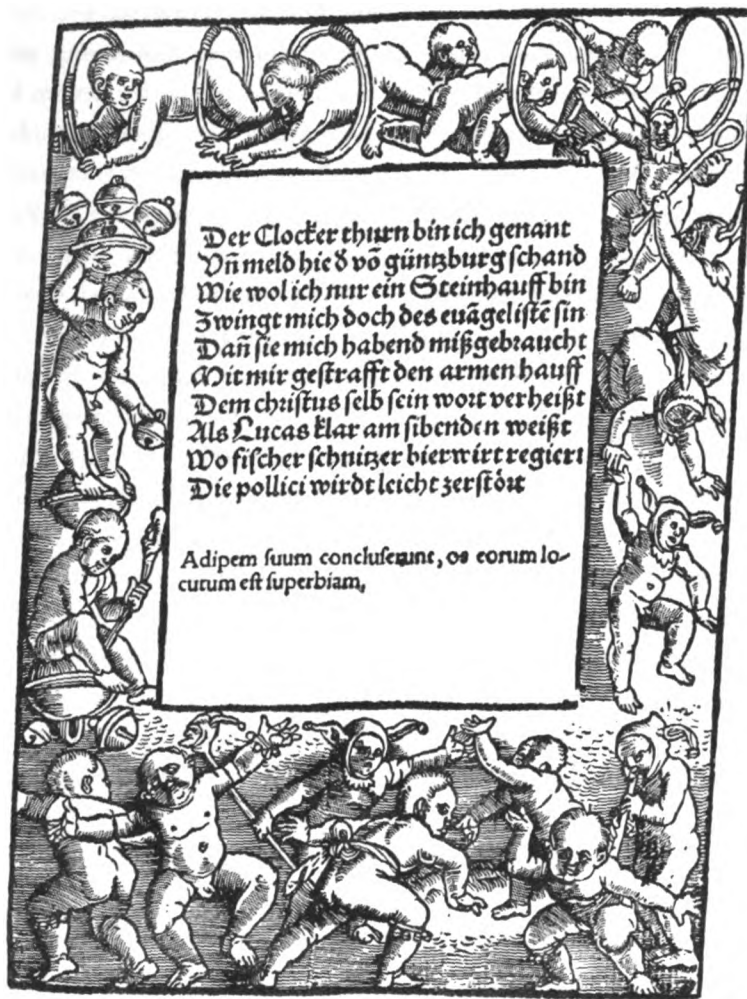 Der Clocker thurn bin ich genant
Vñ meld hie d̕ võ güntzburg schand
Wie wol ich nur ein Steinhauff bin
Zwingt mich doch des euãgelistẽ sin
Dañ sie mich habend mißgebraucht
Mit mir gestrafft den armen hauff
Dem christus selb sein wort verheißt
Als Lucas klar am sibenden weißt
Wo fischer schnitzer bierwirt regiert
Die pollici wirdt leicht zerstört
Adipem suum concluserunt, os eorum lo-
cutum est superbiam,